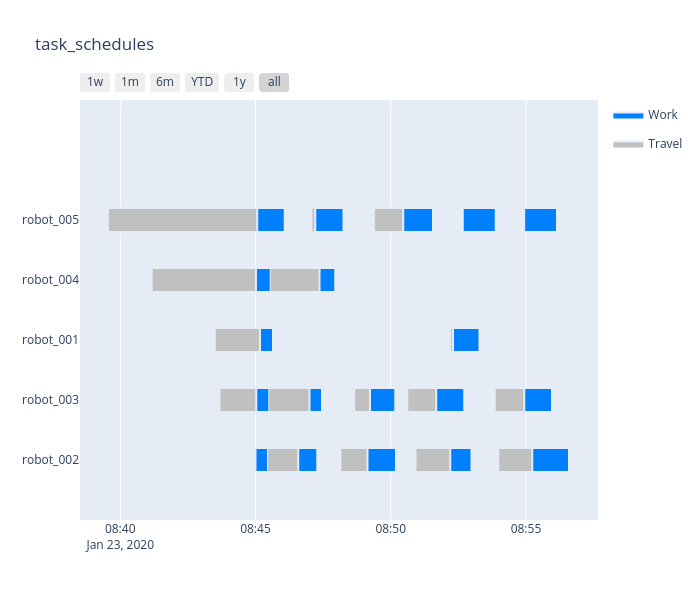 task_schedules
1w 1m 6m YTD 1y all
Work
Travel
robot_005
robot_004
robot_001
robot_003
robot_002
08:40 08:45 08:50 08:55
Jan 23, 2020